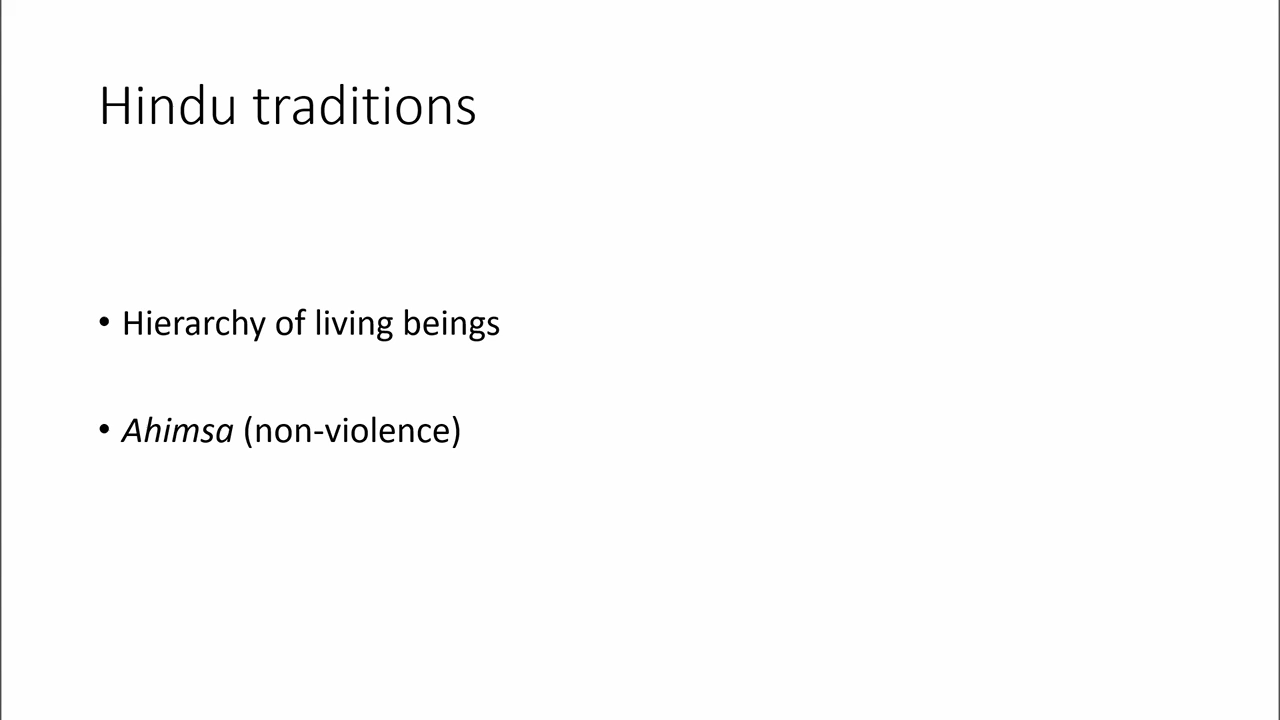 Hindu traditions
• Hierarchy of living beings
• Ahimsa (non-violence)